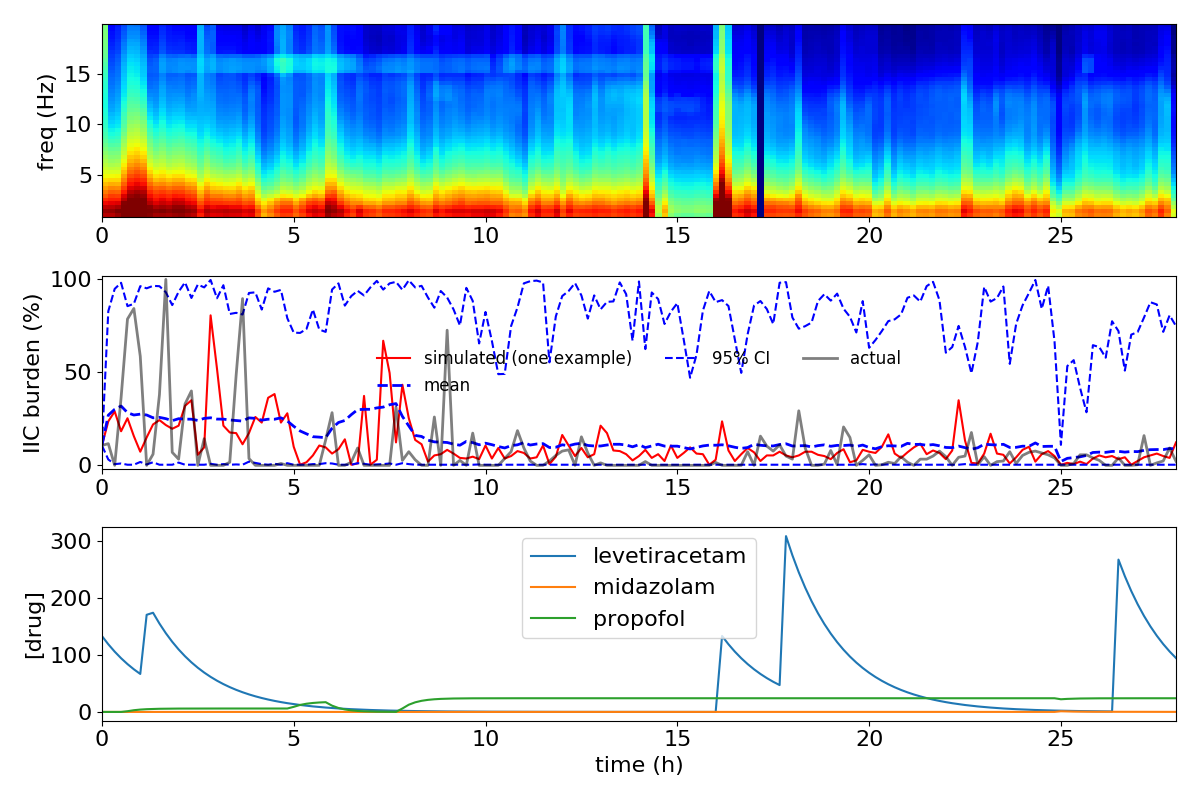 15
10
5
freq (Hz)
0 5 10 15 20 25
100
50
0
IIC burden (%)
simulated (one example) 95% CI actual
mean
0 5 10 15 20 25
300
200
100
0
[drug]
levetiracetam
midazolam
propofol
0 5 10 15 20 25
time (h)